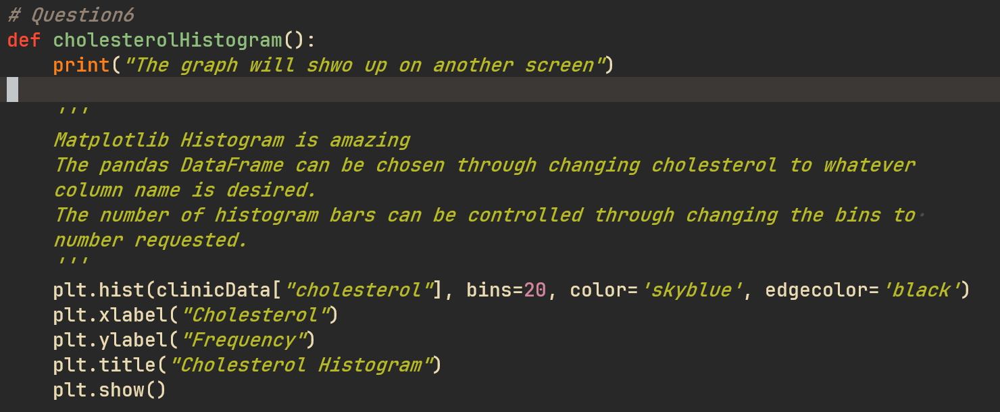 # Question6
def cholesterolHistogram():
    print("The graph will shwo up on another screen")
    '''
    Matplotlib Histogram is amazing
    The pandas DataFrame can be chosen through changing cholesterol to whatever
    column name is desired.
    The number of histogram bars can be controlled through changing the bins to
    number requested.
    '''
    plt.hist(clinicData["cholesterol"], bins=20, color='skyblue', edgecolor='black')
    plt.xlabel("Cholesterol")
    plt.ylabel("Frequency")
    plt.title("Cholesterol Histogram")
    plt.show()